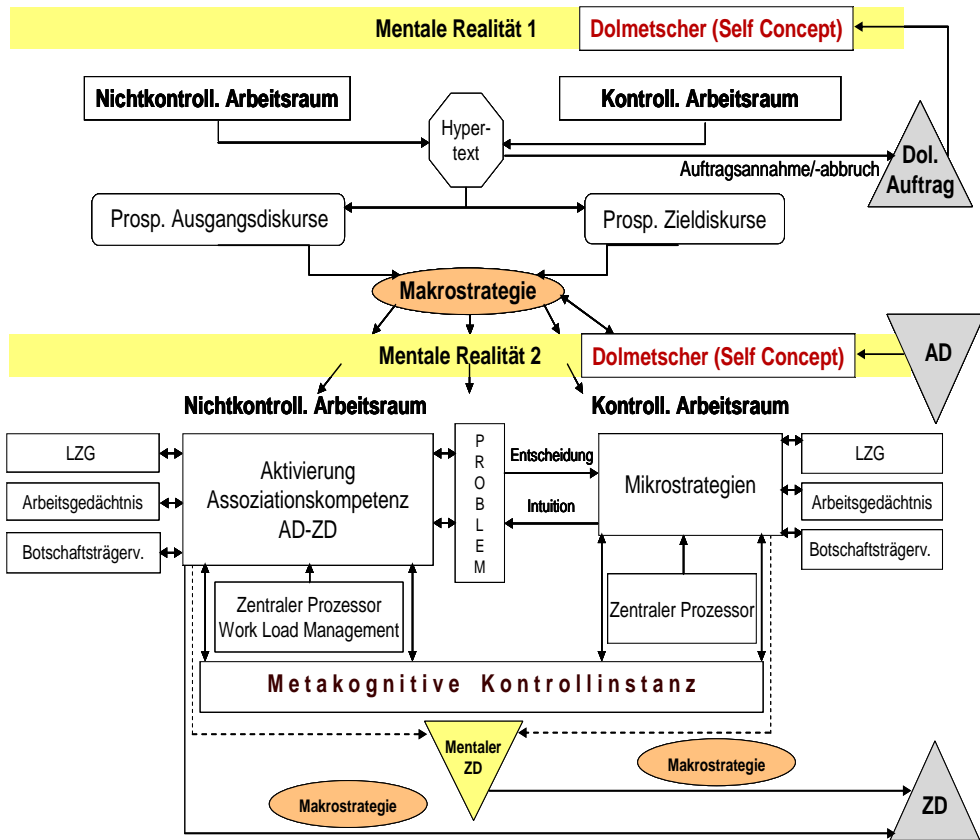 Mentale Realität 1
Dolmetscher (Self Concept)
Nichtkontroll. Arbeitsraum
Kontroll. Arbeitsraum
Hyper-
text
Auftragsannahme/-abbruch
Dol.
Auftrag
Prosp. Ausgangsdiskurse
Prosp. Zieldiskurse
Makrostrategie
Mentale Realität 2
Dolmetscher (Self Concept)
AD
Nichtkontroll. Arbeitsraum
Kontroll. Arbeitsraum
LZG
Arbeitsgedächtnis
Botschaftsträgerv.
Aktivierung
Assoziationskompetenz
AD-ZD
P
R
O
B
L
E
M
Entscheidung
Intuition
Mikrostrategien
LZG
Arbeitsgedächtnis
Botschaftsträgerv.
Zentraler Prozessor
Work Load Management
Zentraler Prozessor
Metakognitive Kontrollinstanz
Mentaler
ZD
Makrostrategie
Makrostrategie
ZD